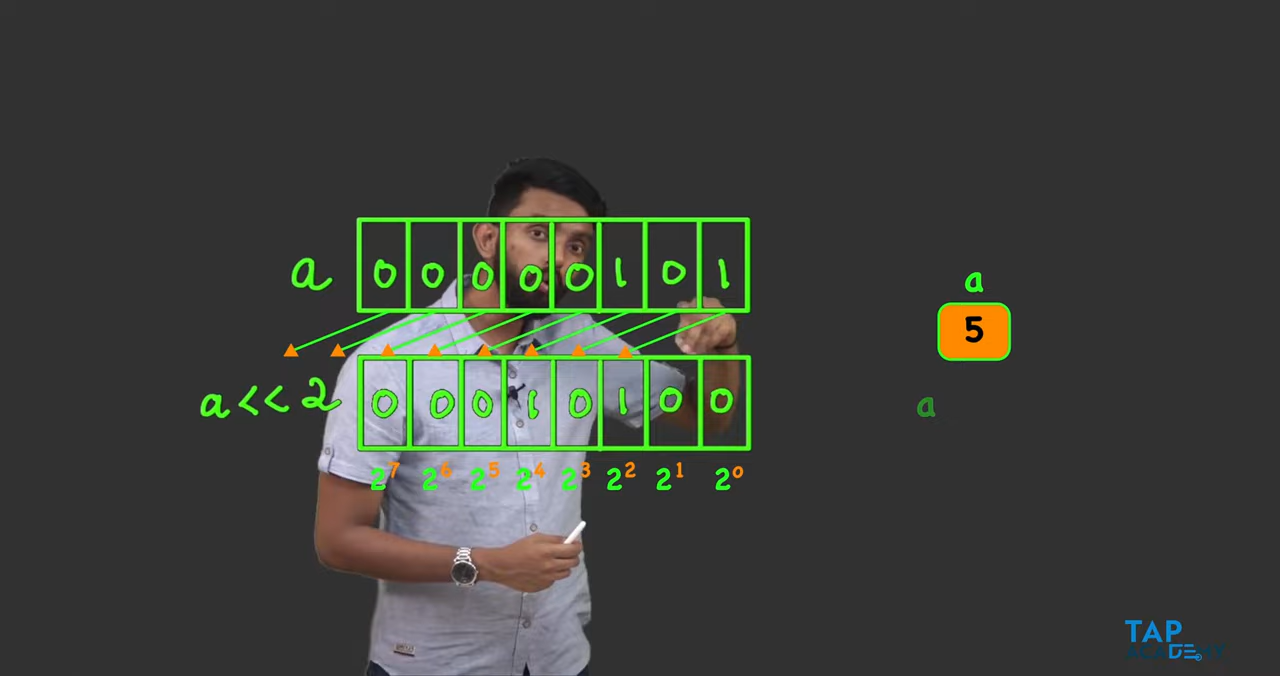 a 0 0 0 0 0 1 0 1
a<<2 0 0 0 1 0 1 0 0
2⁷ 2⁶ 2⁵ 2⁴ 2³ 2² 2¹ 2⁰
a
5
a
TAP
ACADEMY